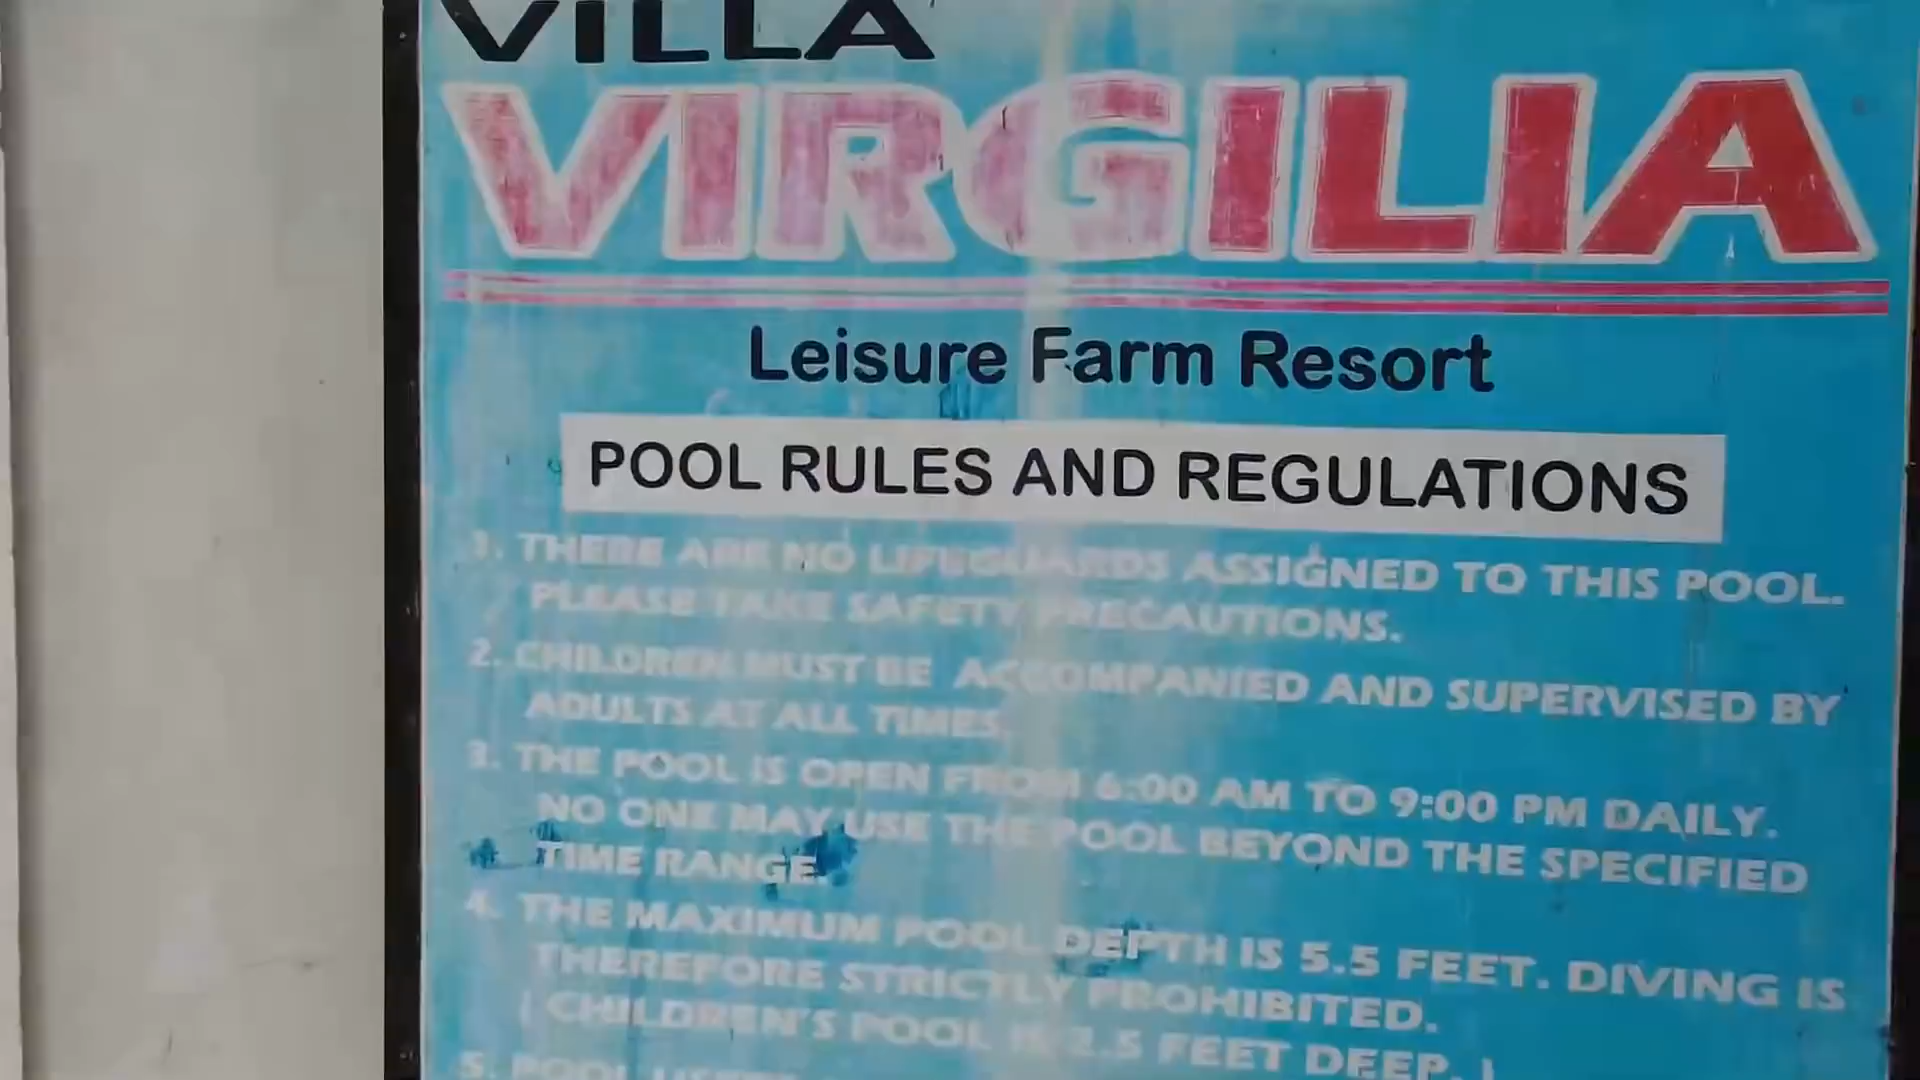 VILLA
VIRGILIA
Leisure Farm Resort
POOL RULES AND REGULATIONS
1. THERE ARE NO LIFEGUARDS ASSIGNED TO THIS POOL.
PLEASE TAKE SAFETY PRECAUTIONS.
2. CHILDREN MUST BE ACCOMPANIED AND SUPERVISED BY
ADULTS AT ALL TIMES.
3. THE POOL IS OPEN FROM 6:00 AM TO 9:00 PM DAILY.
NO ONE MAY USE THE POOL BEYOND THE SPECIFIED
TIME RANGE.
4. THE MAXIMUM POOL DEPTH IS 5.5 FEET. DIVING IS
THEREFORE STRICTLY PROHIBITED.
( CHILDREN'S POOL IS 2.5 FEET DEEP. )
5. POOL